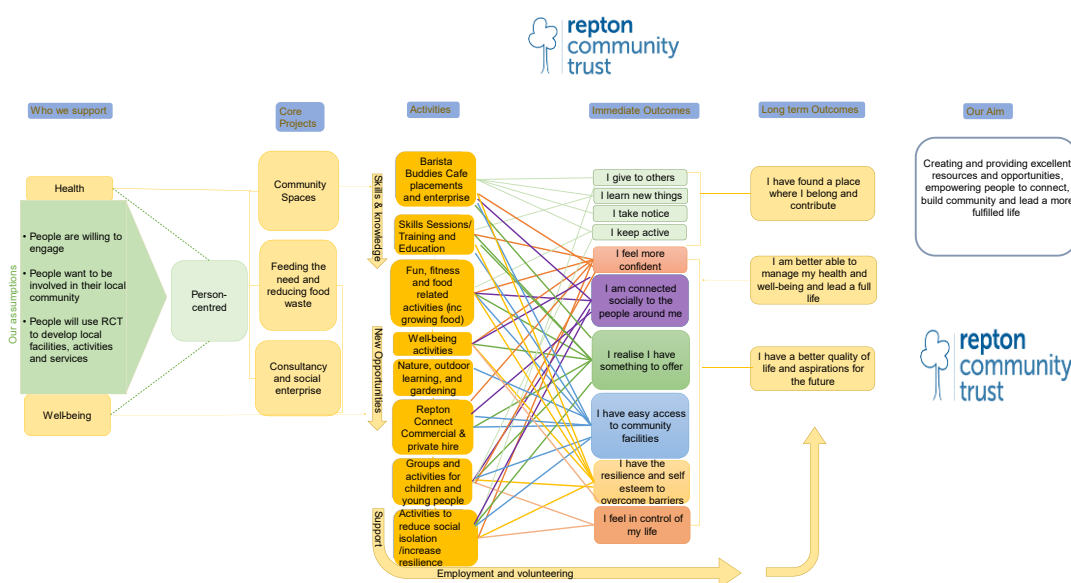 repton
community
trust
Who we support
Core
Projects
Activities
Immediate Outcomes
Long term Outcomes
Our Aim
Health
Our assumptions
• People are willing to
engage
• People want to be
involved in their local
community
• People will use RCT
to develop local
facilities, activities
and services
Well-being
Person-
centred
Community
Spaces
Feeding the
need and
reducing food
waste
Consultancy
and social
enterprise
Skills & knowledge
New Opportunities
Support
Barista
Buddies Cafe
placements
and enterprise
Skills Sessions/
Training and
Education
Fun, fitness
and food
related
activities (inc
growing food)
Well-being
activities
Nature, outdoor
learning, and
gardening
Repton
Connect
Commercial &
private hire
Groups and
activities for
children and
young people
Activities to
reduce social
isolation
/increase
resilience
Employment and volunteering
I give to others
I learn new things
I take notice
I keep active
I feel more
confident
I am connected
socially to the
people around me
I realise I have
something to offer
I have easy access
to community
facilities
I have the
resilience and self
esteem to
overcome barriers
I feel in control of
my life
I have found a place
where I belong and
contribute
I am better able to
manage my health and
well-being and lead a full
life
I have a better quality of
life and aspirations for
the future
Creating and providing excellent
resources and opportunities,
empowering people to connect,
build community and lead a more
fulfilled life
repton
community
trust